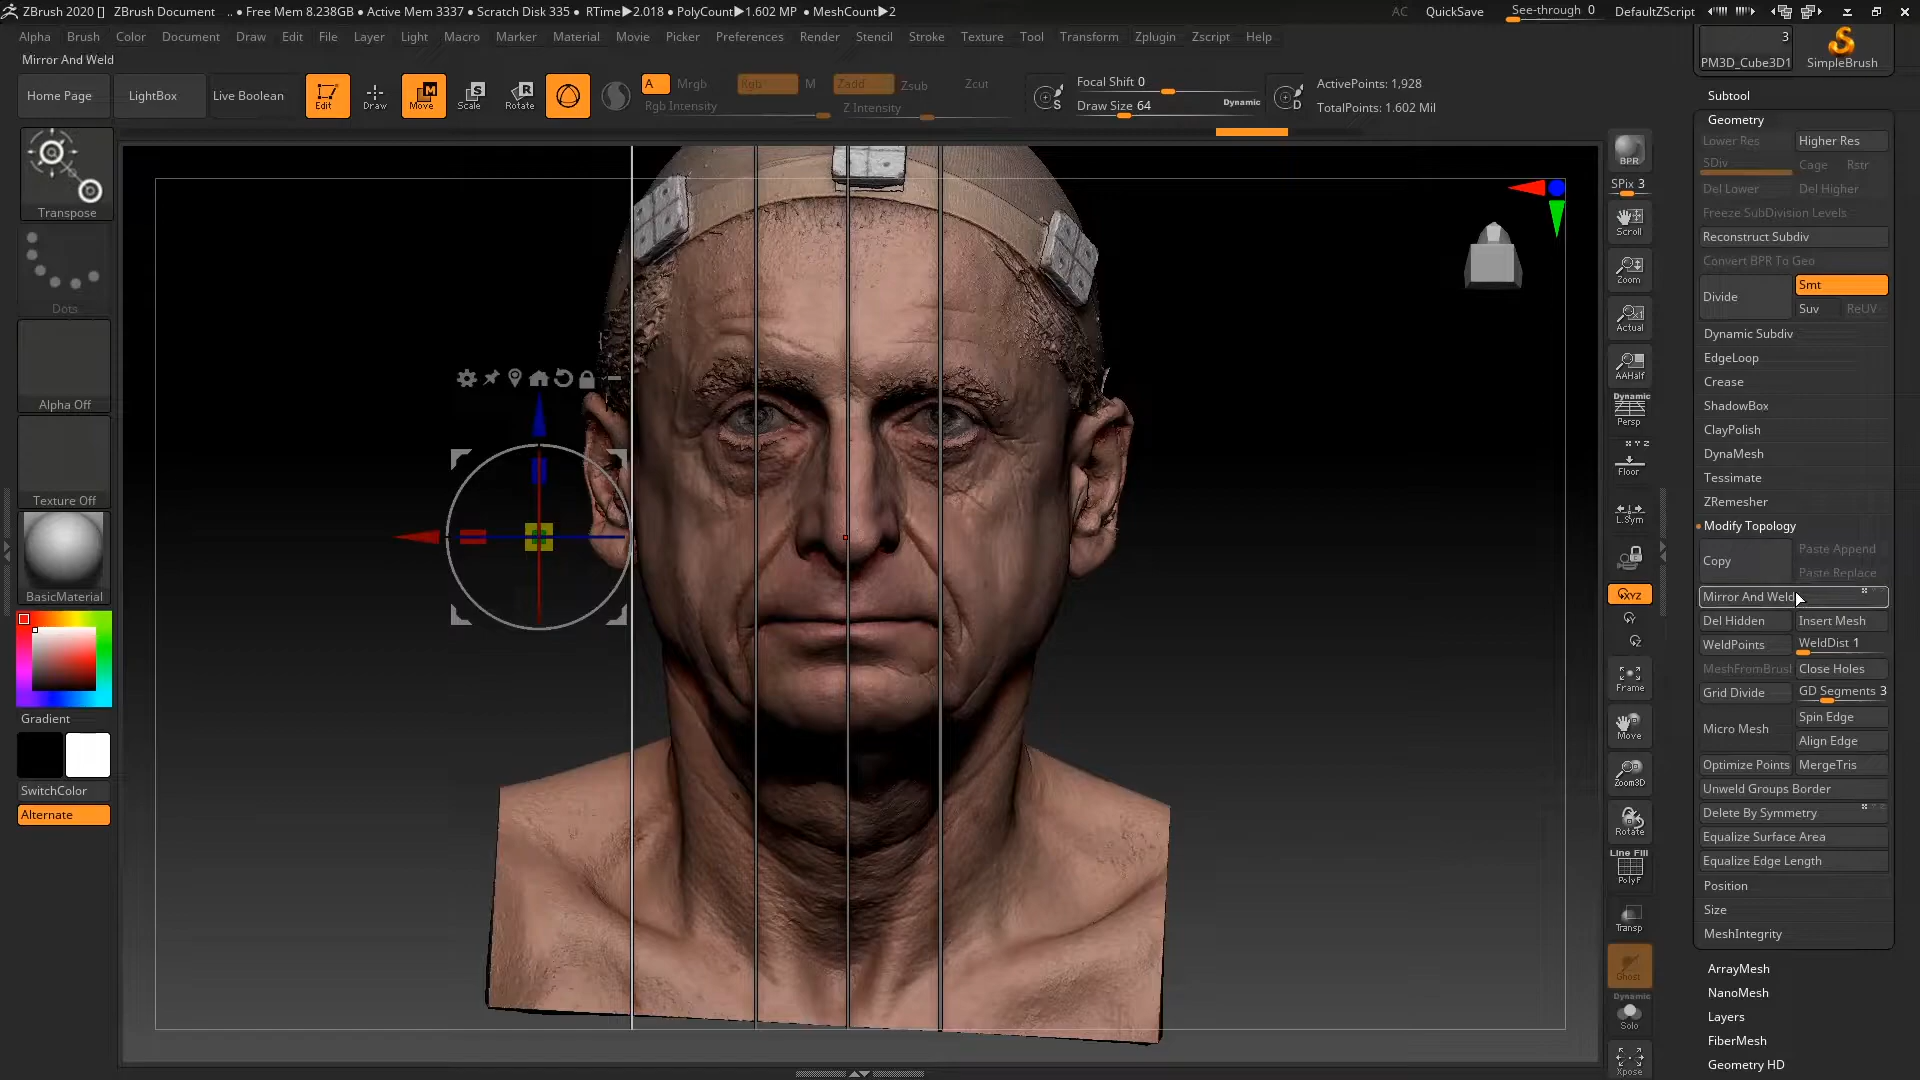 ZBrush 2020 [] ZBrush Document .. • Free Mem 8.238GB • Active Mem 3337 • Scratch Disk 335 • RTime▶2.018 • PolyCount▶1.602 MP • MeshCount▶2 AC QuickSave See-through 0 DefaultZScript
Alpha Brush Color Document Draw Edit File Layer Light Macro Marker Material Movie Picker Preferences Render Stencil Stroke Texture Tool Transform Zplugin Zscript Help
Mirror And Weld
Home Page LightBox Live Boolean Edit Draw Move Scale Rotate
A Mrgb Rgb M Zadd Zsub Zcut
Rgb Intensity Z Intensity
S Focal Shift 0
Draw Size 64 Dynamic
D ActivePoints: 1,928
TotalPoints: 1.602 Mil
Transpose
Dots
Alpha Off
Texture Off
BasicMaterial
Gradient
SwitchColor
Alternate
BPR
SPix 3
Scroll
Zoom
Actual
AAHalf
Dynamic
Persp
X Y Z
Floor
L.Sym
XYZ
Y
Z
Frame
Move
Zoom3D
Rotate
Line Fill
PolyF
Transp
Ghost
Dynamic
Solo
Xpose
3
PM3D_Cube3D1 SimpleBrush
Subtool
Geometry
Lower Res Higher Res
SDiv Cage Rstr
Del Lower Del Higher
Freeze SubDivision Levels
Reconstruct Subdiv
Convert BPR To Geo
Divide Smt
Suv ReUV
Dynamic Subdiv
EdgeLoop
Crease
ShadowBox
ClayPolish
DynaMesh
Tessimate
ZRemesher
Modify Topology
Copy Paste Append
Paste Replace
Mirror And Weld
Del Hidden Insert Mesh
WeldPoints WeldDist 1
MeshFromBrus Close Holes
Grid Divide GD Segments 3
Micro Mesh Spin Edge
Align Edge
Optimize Points MergeTris
Unweld Groups Border
Delete By Symmetry
Equalize Surface Area
Equalize Edge Length
Position
Size
MeshIntegrity
ArrayMesh
NanoMesh
Layers
FiberMesh
Geometry HD